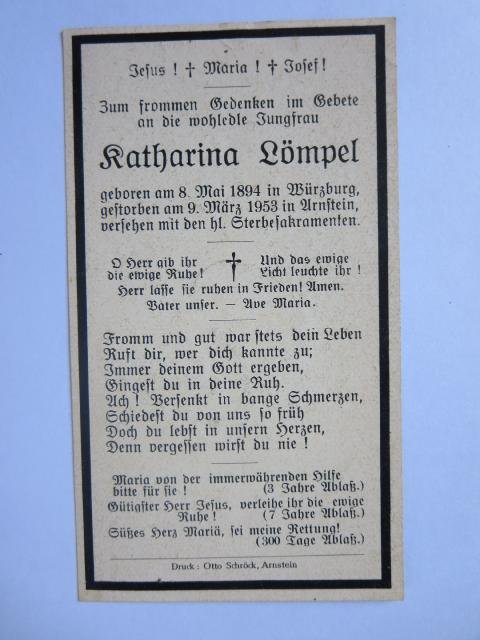 Jesus ! † Maria ! † Josef!
Zum frommen Gedenken im Gebete
an die wohledle Jungfrau
Katharina Lömpel
geboren am 8. Mai 1894 in Würzburg,
gestorben am 9. März 1953 in Arnstein,
versehen mit den hl. Sterbesakramenten.
O Herr gib ihr
die ewige Ruhe!
†
Und das ewige
Licht leuchte ihr !
Herr lasse sie ruhen in Frieden! Amen.
Vater unser. — Ave Maria.
Fromm und gut war stets dein Leben
Ruft dir, wer dich kannte zu;
Immer deinem Gott ergeben,
Gingest du in deine Ruh.
Ach! Versenkt in bange Schmerzen,
Schiedest du von uns so früh
Doch du lebst in unsern Herzen,
Denn vergessen wirst du nie !
Maria von der immerwährenden Hilfe
bitte für sie ! (3 Jahre Ablaß.)
Gütigster Herr Jesus, verleihe ihr die ewige
Ruhe ! (7 Jahre Ablaß.)
Süßes Herz Mariä, sei meine Rettung!
(300 Tage Ablaß.)
Druck: Otto Schröck, Arnstein